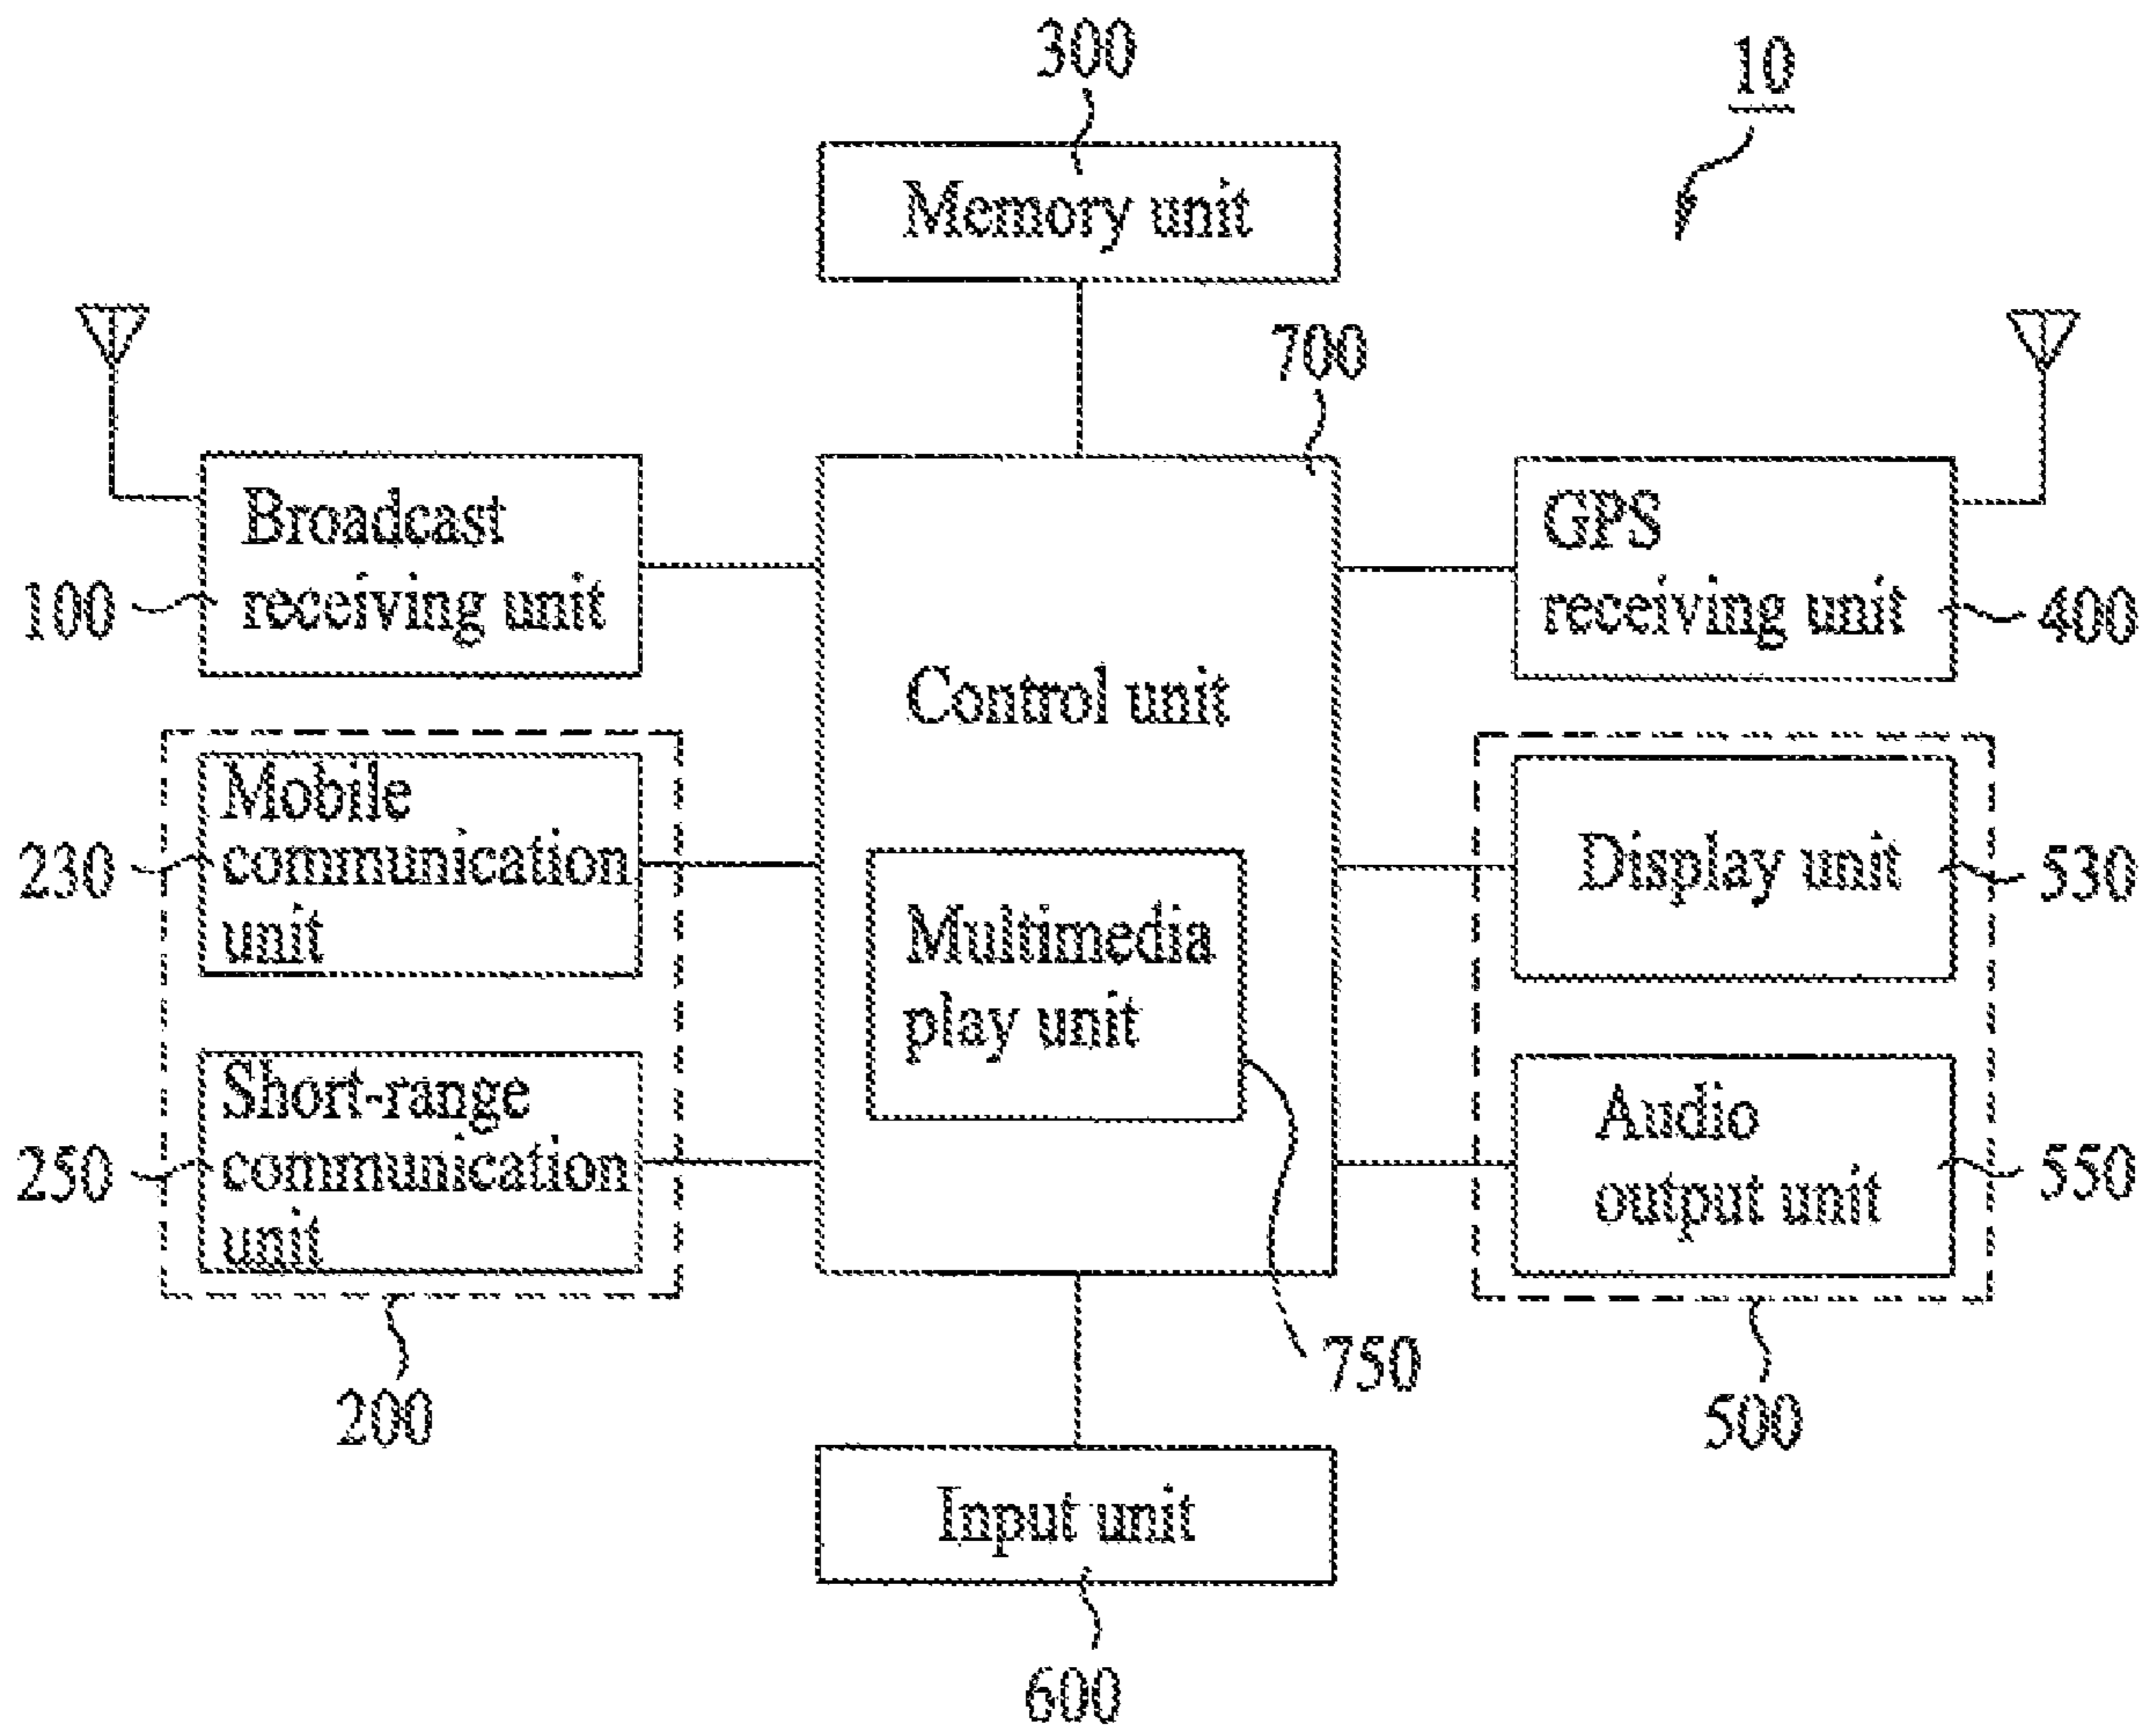 300
10
Memory unit
700
Broadcast
receiving unit
100
GPS
receiving unit
400
Control unit
Mobile
communication
unit
230
Display unit
530
Multimedia
play unit
Short-range
communication
unit
250
Audio
output unit
550
750
200
500
Input unit
600